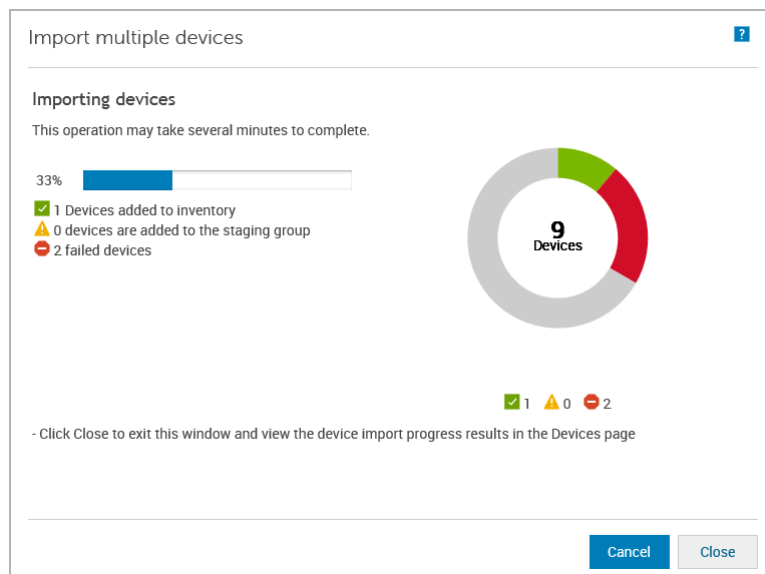 Import multiple devices
?
Importing devices
This operation may take several minutes to complete.
33%
1 Devices added to inventory
0 devices are added to the staging group
2 failed devices
9
Devices
1 0 2
- Click Close to exit this window and view the device import progress results in the Devices page
Cancel Close